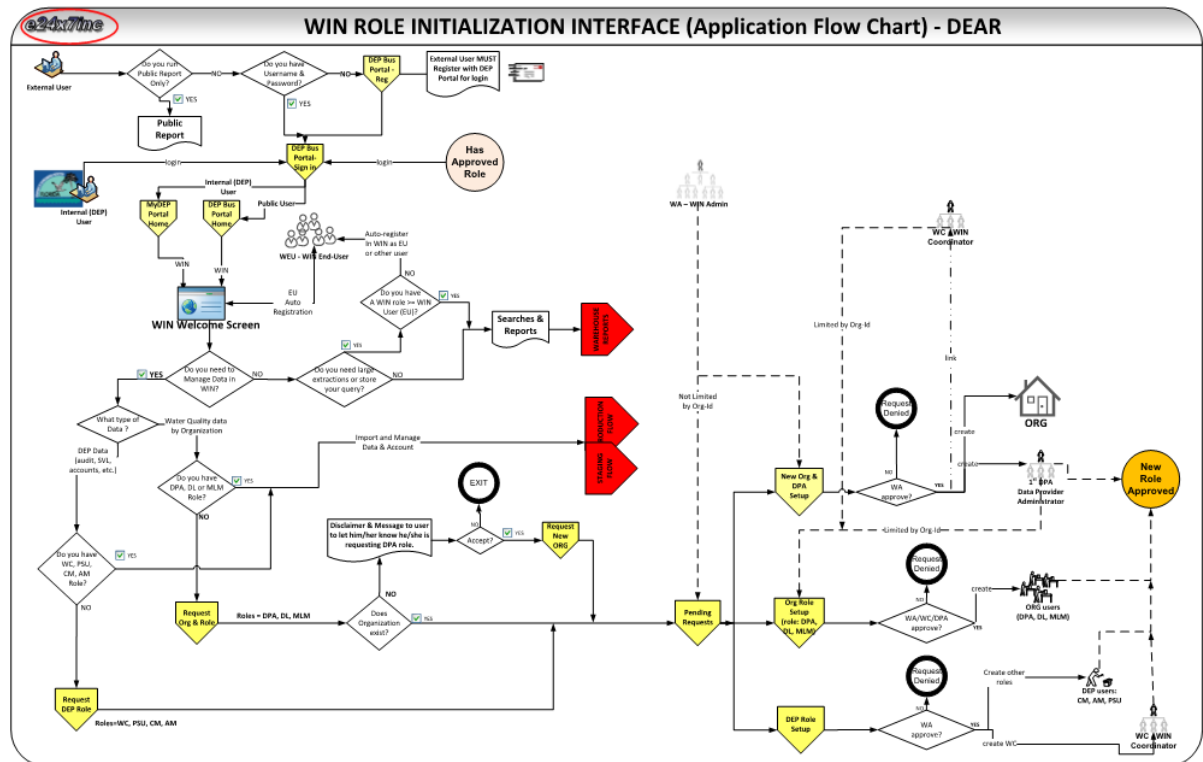 e24x7inc
WIN ROLE INITIALIZATION INTERFACE (Application Flow Chart) - DEAR
External User
Do you run
Public Report
Only?
NO
Do you have
Username &
Password?
NO
DEP Bus
Portal -
Reg
External User MUST
Register with DEP
Portal for login
YES
YES
Public
Report
DEP Bus
Portal-
Sign in
login
login
Has
Approved
Role
Internal (DEP)
User
Internal (DEP)
User
MyDEP
Portal
Home
DEP Bus
Portal
Home
Public User
WA – WIN Admin
WC WIN
Coordinator
WEU - WIN End-User
Auto-register
In WIN as EU
or other user
WIN
WIN
NO
EU
Auto
Registration
Do you have
A WIN role >= WIN
User (EU)?
YES
WIN Welcome Screen
Searches &
Reports
WAREHOUSE
REPORTS
Limited by Org-Id
YES
link
Do you need to
Manage Data in
WIN?
YES
NO
Do you need large
extractions or store
your query?
NO
Not Limited
by Org-Id
Request
Denied
ORG
What type of
Data ?
Water Quality data
by Organization
Import and Manage
Data & Account
STAGING
FLOW
DEP Data
(audit, SVL,
accounts, etc.)
Do you have
DPA, DL or MLM
Role?
YES
NO
EXIT
NO
create
create
New Org &
DPA
Setup
WA
approve?
YES
1st DPA
Data Provider
Administrator
New
Role
Approved
Disclaimer & Message to user
to let him/her know he/she is
requesting DPA role.
NO
Accept?
YES
Request
New
ORG
Limited by Org-Id
Do you have
WC, PSU,
CM, AM
Role?
YES
NO
Request
Denied
NO
Request
Org & Role
Roles = DPA, DL, MLM
NO
Does
Organization
exist?
YES
Pending
Requests
Org Role
Setup
(role: DPA,
DL, MLM)
NO
WA/WC/DPA
approve?
YES
create
ORG users
(DPA, DL, MLM)
Request
Denied
NO
Create other
roles
DEP users:
CM, AM, PSU
Request
DEP Role
Roles=WC, PSU, CM, AM
DEP Role
Setup
WA
approve?
YES
create WC
WC WIN
Coordinator